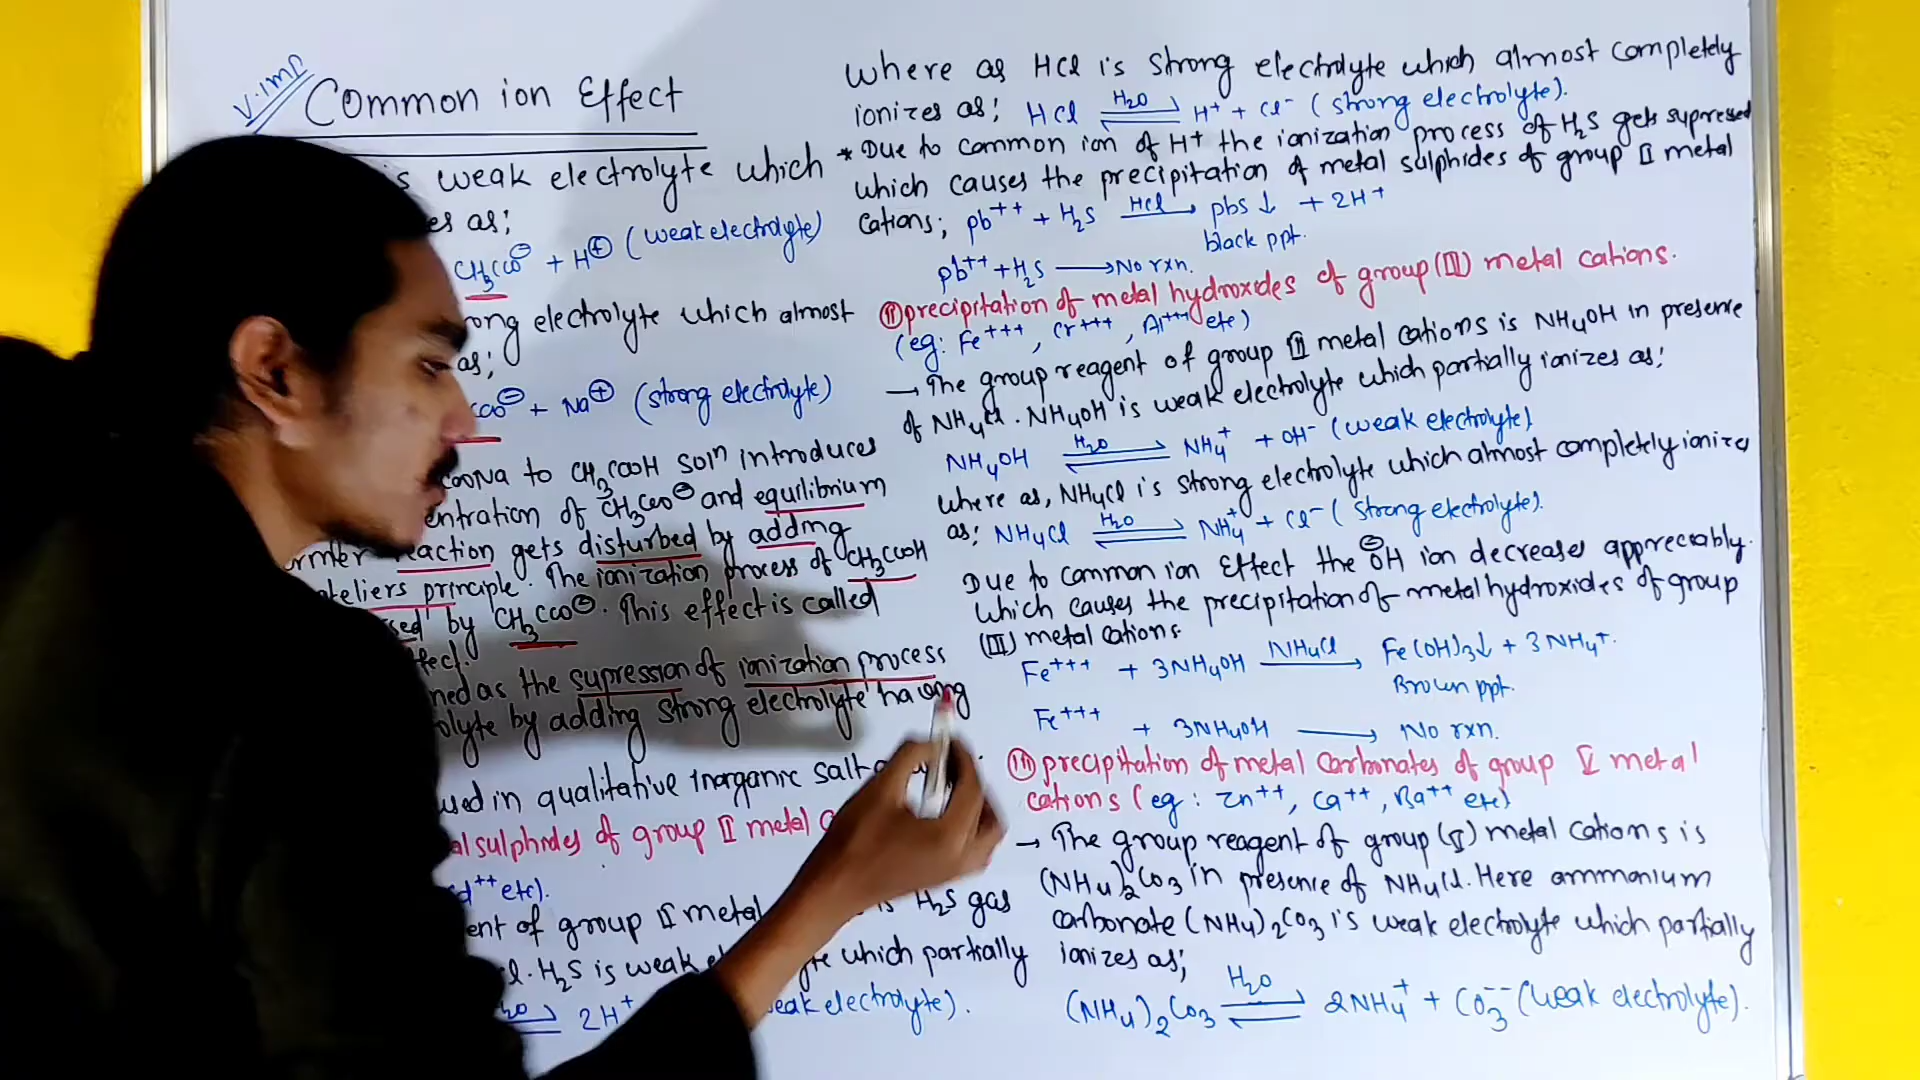 V.IMP
Common ion Effect
is weak electrolyte which
es as;
CH3COO⊖ + H⊕ (weak electrolyte)
ong electrolyte which almost
as;
COO⊖ + Na⊕ (strong electrolyte)
COONa to CH3COOH solⁿ introduces
entration of CH3COO⊖ and equilibrium
rmer reaction gets disturbed by adding
ateliers principle. The ionization process of CH3COOH
sed by CH3COO⊖. This effect is called
fect.
ned as the supression of ionization process
olyte by adding strong electrolyte having
used in qualitative inorganic salt
al sulphides of group II metal
d++ etc).
ent of group II metal is H2S gas
l. H2S is weak which partially
H2O ⇌ 2H+ weak electrolyte).
where as HCl is strong electrolyte which almost completely
ionizes as; HCl ⇌ H2O H+ + Cl- (strong electrolyte).
* Due to common ion of H+ the ionization process of H2S gets supressed
which causes the precipitation of metal sulphides of group II metal
cations; pb++ + H2S HCl → pbs ↓ + 2H+
black ppt.
pb++ + H2S → No rxn.
(ii) precipitation of metal hydroxides of group (III) metal cations.
(eg: Fe+++, Cr+++, Al+++ etc)
→ The group reagent of group III metal cations is NH4OH in presence
of NH4Cl. NH4OH is weak electrolyte which partially ionizes as;
NH4OH ⇌ H2O NH4+ + OH- (weak electrolyte)
where as, NH4Cl is strong electrolyte which almost completely ionizes
as; NH4Cl ⇌ H2O NH4+ + Cl- (strong electrolyte).
Due to common ion Effect the ⊖OH ion decreases appreciably.
which causes the precipitation of metal hydroxides of group
(III) metal cations.
Fe+++ + 3NH4OH NH4Cl → Fe(OH)3↓ + 3NH4+.
Brown ppt.
Fe+++ + 3NH4OH → No rxn.
(iii) precipitation of metal carbonates of group V metal
cations (eg: Zn++, Ca++, Ba++ etc)
→ The group reagent of group (V) metal cations is
(NH4)2CO3 in presence of NH4Cl. Here ammonium
carbonate (NH4)2CO3 is weak electrolyte which partially
ionizes as;
(NH4)2CO3 ⇌ H2O 2NH4+ + CO3-- (weak electrolyte).